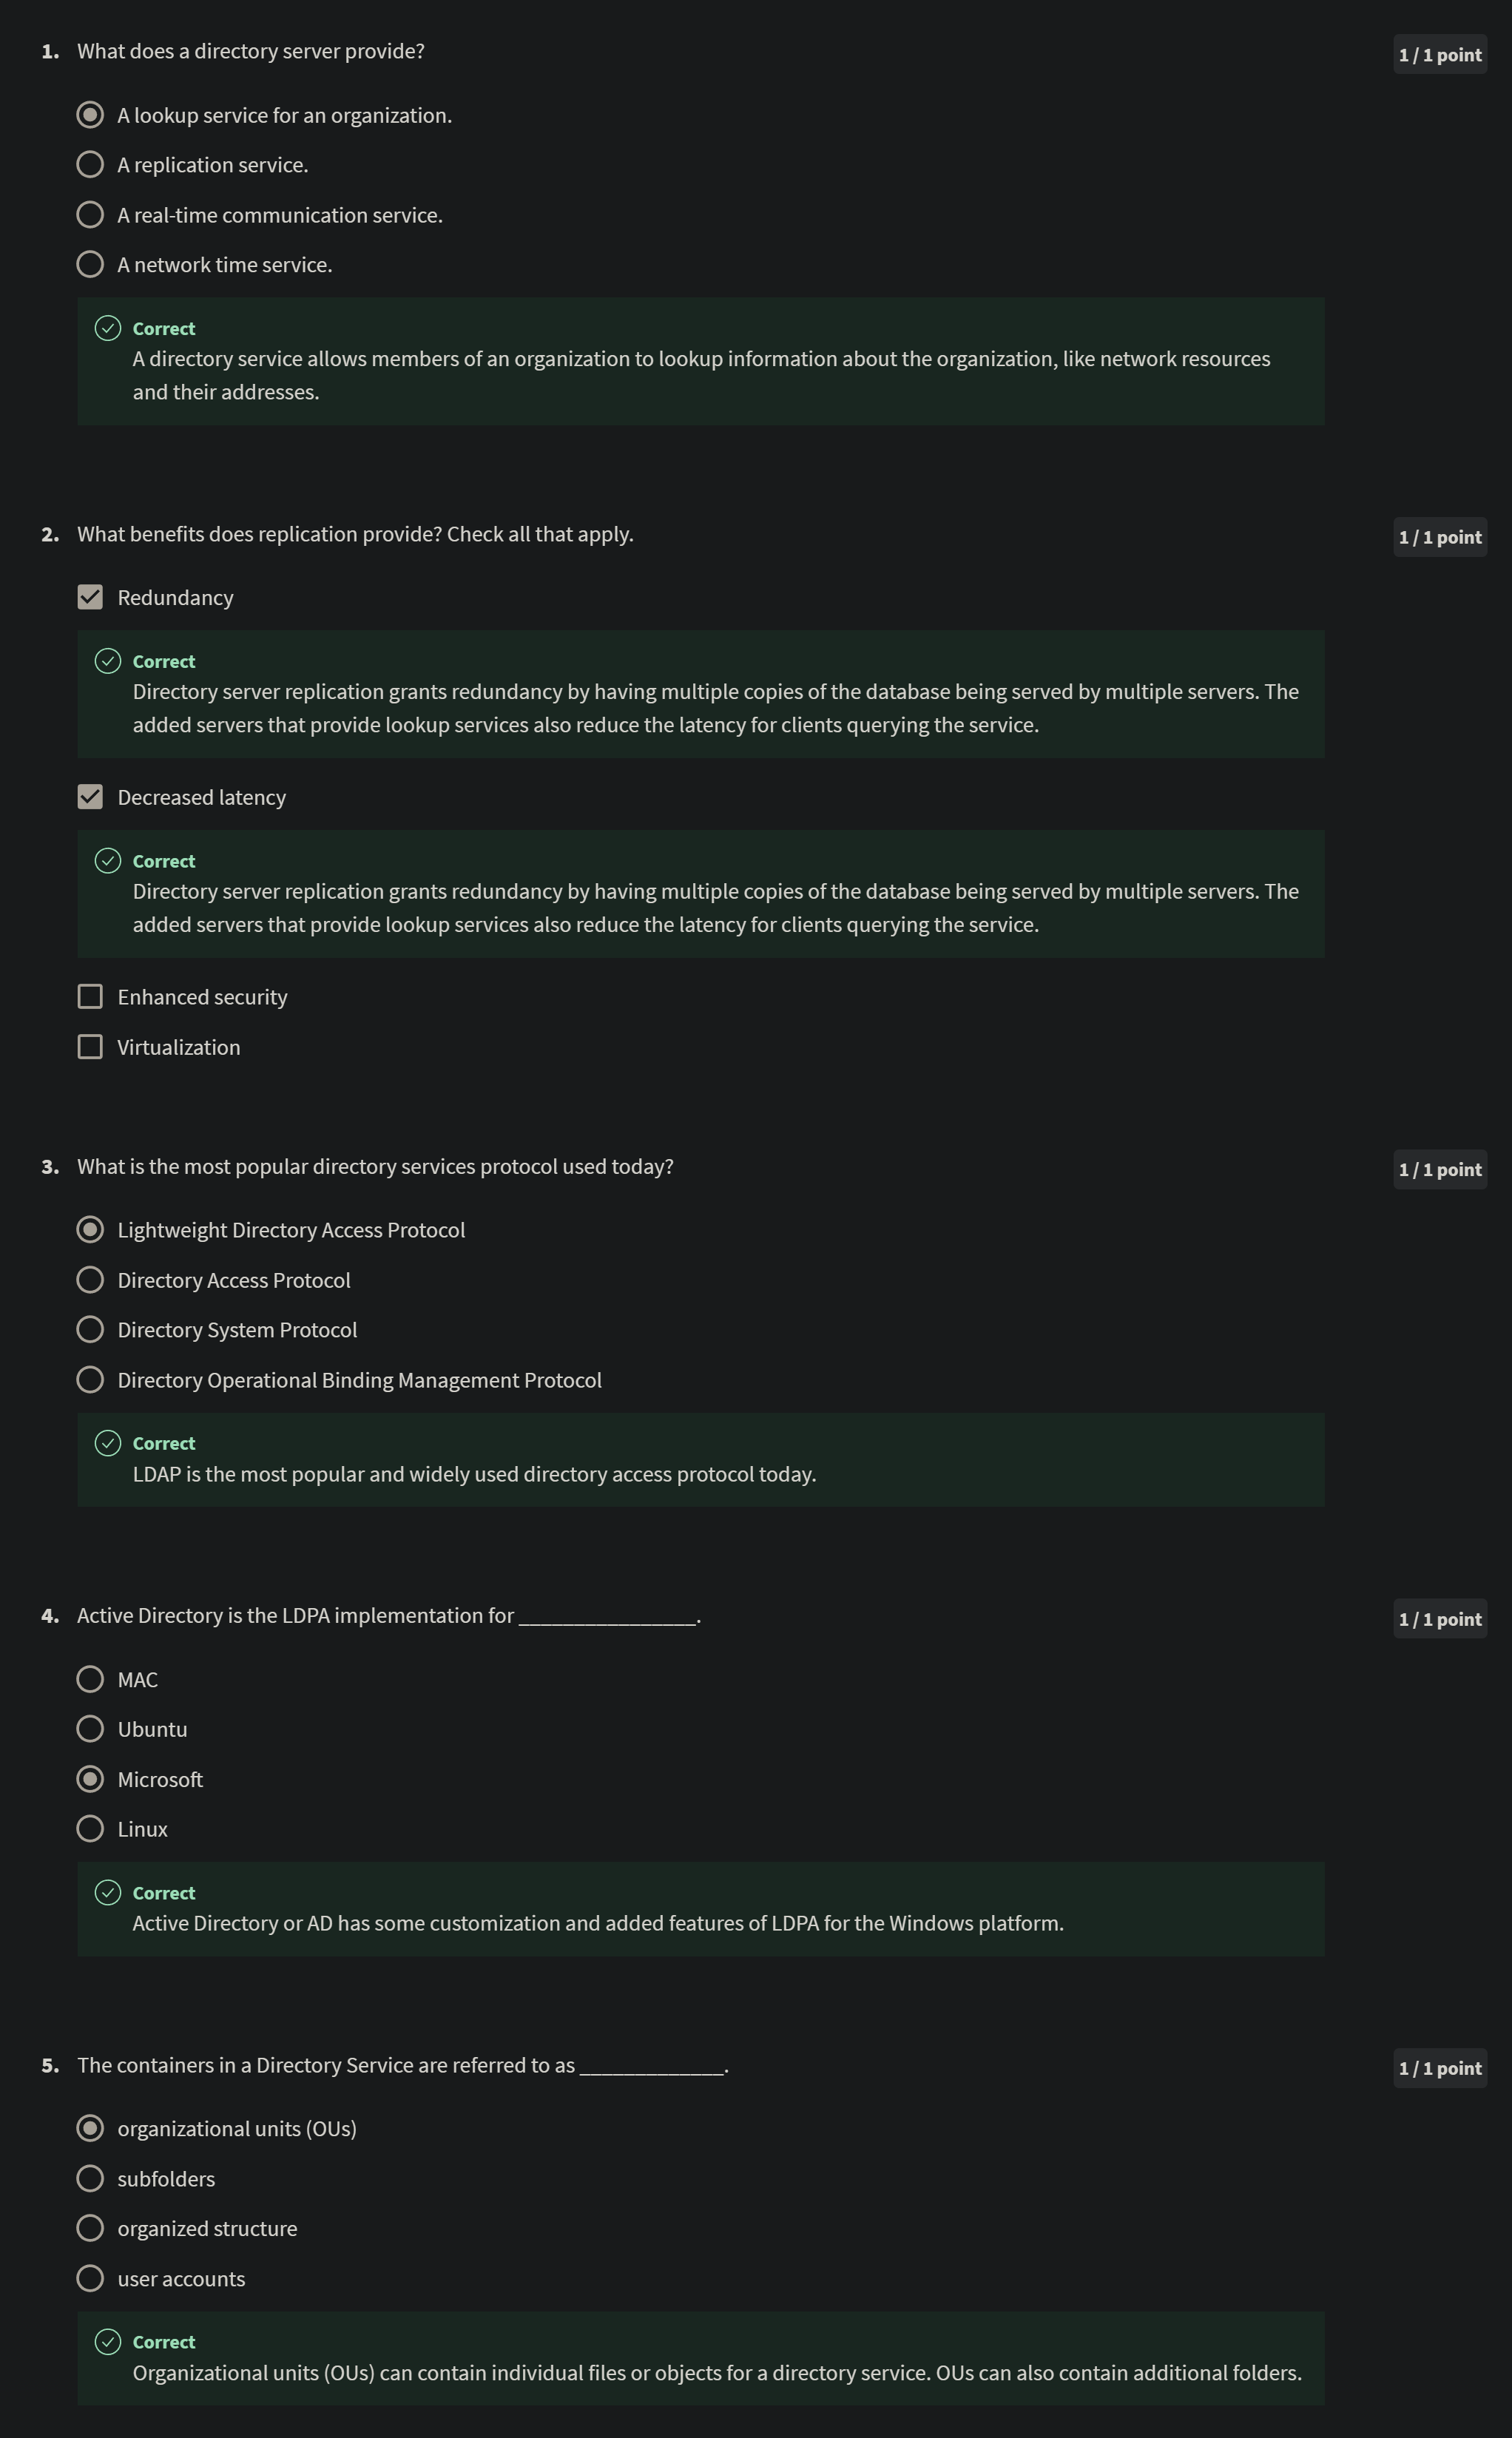 1. What does a directory server provide?
1 / 1 point
A lookup service for an organization.
A replication service.
A real-time communication service.
A network time service.
Correct
A directory service allows members of an organization to lookup information about the organization, like network resources
and their addresses.
2. What benefits does replication provide? Check all that apply.
1 / 1 point
Redundancy
Correct
Directory server replication grants redundancy by having multiple copies of the database being served by multiple servers. The
added servers that provide lookup services also reduce the latency for clients querying the service.
Decreased latency
Correct
Directory server replication grants redundancy by having multiple copies of the database being served by multiple servers. The
added servers that provide lookup services also reduce the latency for clients querying the service.
Enhanced security
Virtualization
3. What is the most popular directory services protocol used today?
1 / 1 point
Lightweight Directory Access Protocol
Directory Access Protocol
Directory System Protocol
Directory Operational Binding Management Protocol
Correct
LDAP is the most popular and widely used directory access protocol today.
4. Active Directory is the LDPA implementation for ________________.
1 / 1 point
MAC
Ubuntu
Microsoft
Linux
Correct
Active Directory or AD has some customization and added features of LDPA for the Windows platform.
5. The containers in a Directory Service are referred to as _____________.
1 / 1 point
organizational units (OUs)
subfolders
organized structure
user accounts
Correct
Organizational units (OUs) can contain individual files or objects for a directory service. OUs can also contain additional folders.